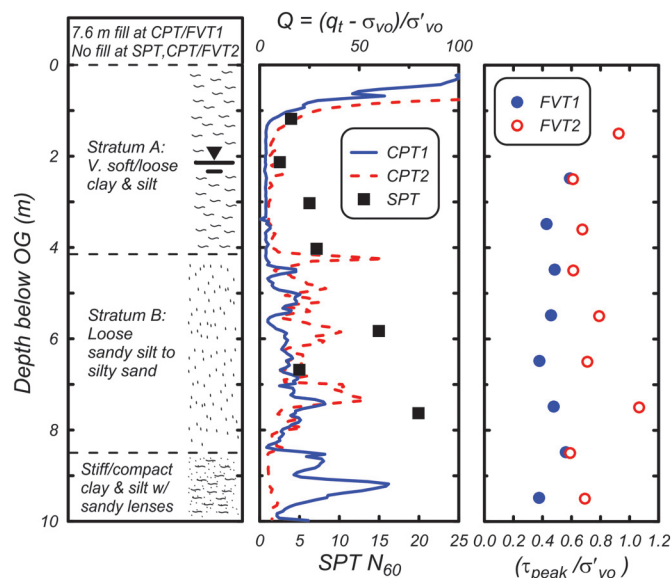 7.6 m fill at CPT/FVT1
No fill at SPT,CPT/FVT2
Q = (qt - σvo)/σ'vo
0 25 50 75 100
0
2
4
6
8
10
Depth below OG (m)
Stratum A:
V. soft/loose
clay & silt
Stratum B:
Loose
sandy silt to
silty sand
Stiff/compact
clay & silt w/
sandy lenses
CPT1
CPT2
SPT
0 5 10 15 20 25
SPT N60
FVT1
FVT2
0.0 0.2 0.4 0.6 0.8 1.0 1.2
(τpeak/σ'vo)